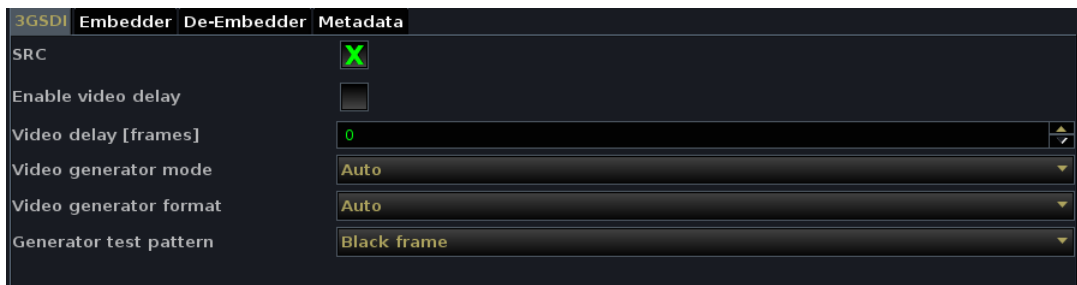 3GSDI Embedder De-Embedder Metadata
SRC X
Enable video delay
Video delay [frames] 0
Video generator mode Auto
Video generator format Auto
Generator test pattern Black frame